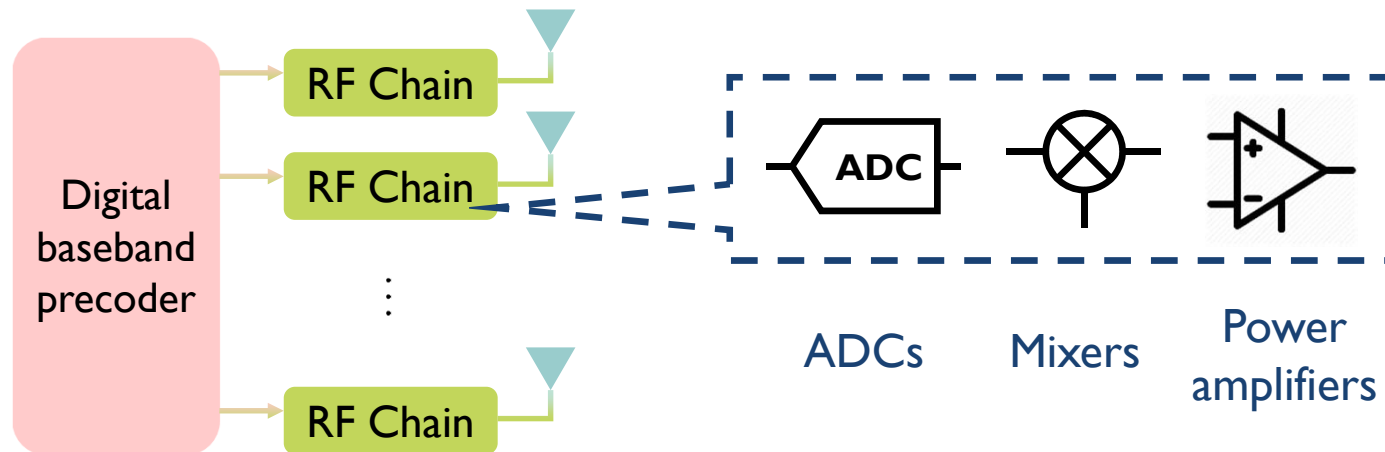 RF Chain
RF Chain
Digital
baseband
precoder
⋮
RF Chain
ADC
+
-
ADCs
Mixers
Power
amplifiers